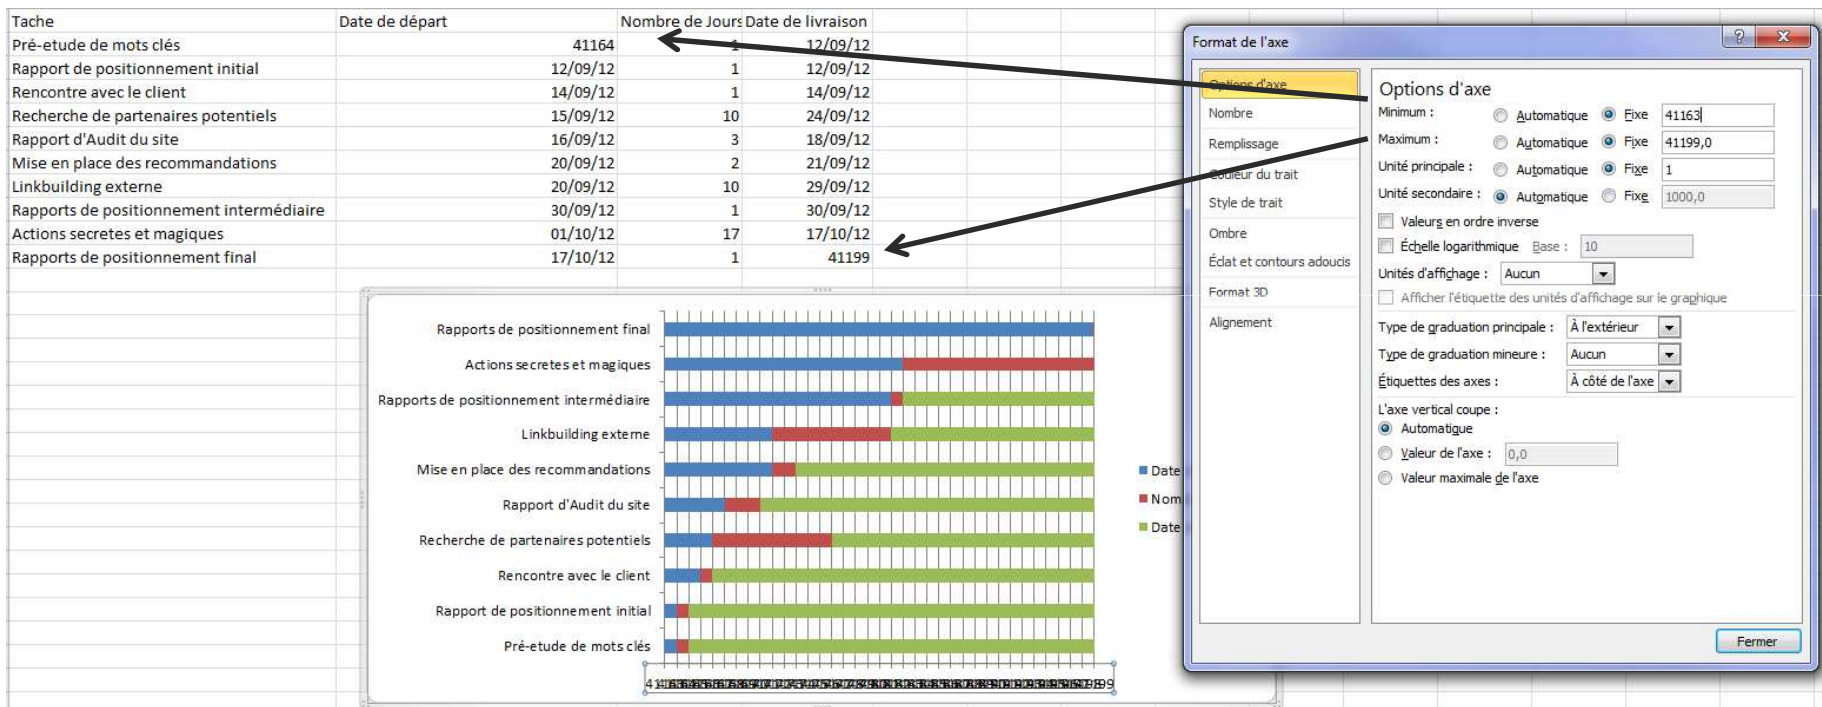 Tache Date de départ Nombre de Jours Date de livraison
Pré-etude de mots clés 41164 1 12/09/12
Rapport de positionnement initial 12/09/12 1 12/09/12
Rencontre avec le client 14/09/12 1 14/09/12
Recherche de partenaires potentiels 15/09/12 10 24/09/12
Rapport d'Audit du site 16/09/12 3 18/09/12
Mise en place des recommandations 20/09/12 2 21/09/12
Linkbuilding externe 20/09/12 10 29/09/12
Rapports de positionnement intermédiaire 30/09/12 1 30/09/12
Actions secretes et magiques 01/10/12 17 17/10/12
Rapports de positionnement final 17/10/12 1 41199
Rapports de positionnement final
Actions secretes et magiques
Rapports de positionnement intermédiaire
Linkbuilding externe
Mise en place des recommandations
Rapport d'Audit du site
Recherche de partenaires potentiels
Rencontre avec le client
Rapport de positionnement initial
Pré-etude de mots clés
Date
Nom
Date
Format de l'axe
Options d'axe
Nombre
Remplissage
Couleur du trait
Style de trait
Ombre
Éclat et contours adoucis
Format 3D
Alignement
Options d'axe
Minimum : Automatique Fixe 41163
Maximum : Automatique Fixe 41199,0
Unité principale : Automatique Fixe 1
Unité secondaire : Automatique Fixe 1000,0
Valeurs en ordre inverse
Échelle logarithmique Base : 10
Unités d'affichage : Aucun
Afficher l'étiquette des unités d'affichage sur le graphique
Type de graduation principale : À l'extérieur
Type de graduation mineure : Aucun
Étiquettes des axes : À côté de l'axe
L'axe vertical coupe :
Automatique
Valeur de l'axe : 0,0
Valeur maximale de l'axe
Fermer